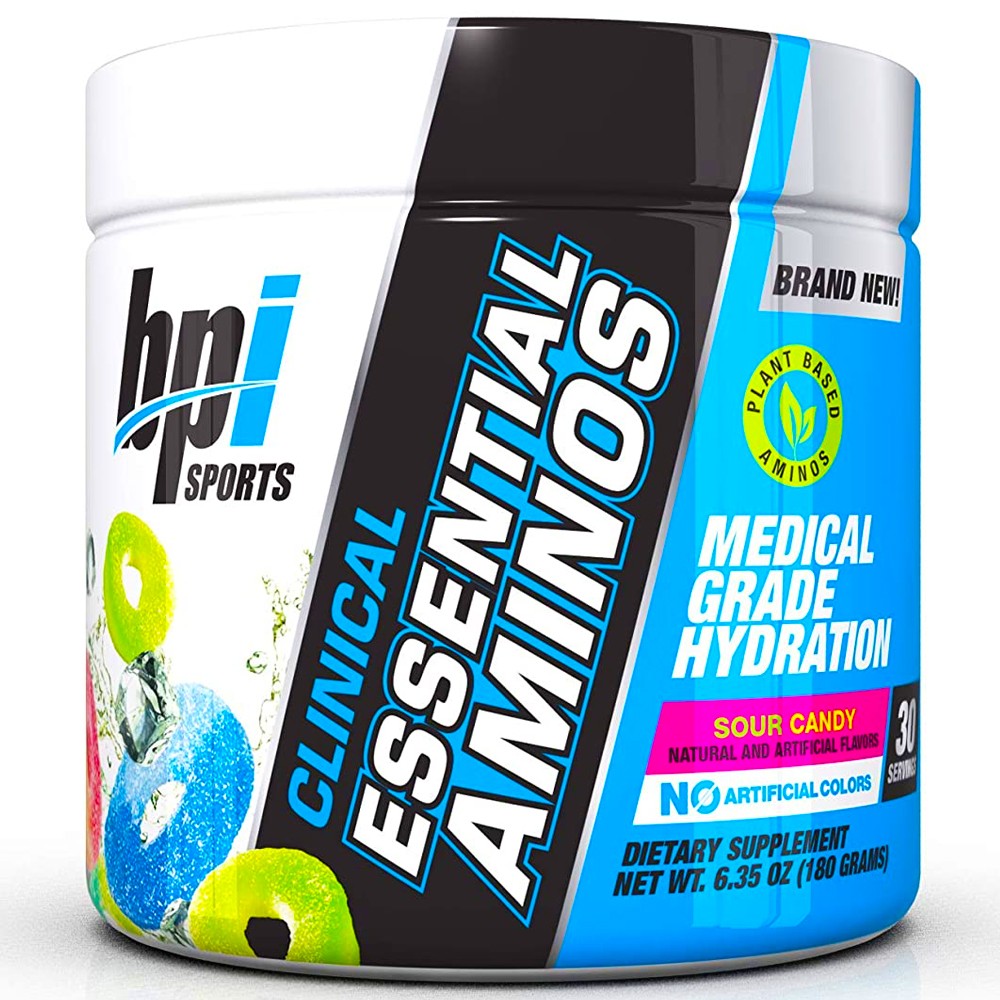 bpi
SPORTS
CLINICAL
ESSENTIAL
AMINOS
BRAND NEW!
PLANT BASED
AMINOS
MEDICAL
GRADE
HYDRATION
SOUR CANDY
NATURAL AND ARTIFICIAL FLAVORS
NO ARTIFICIAL COLORS
30
SERVINGS
DIETARY SUPPLEMENT
NET WT. 6.35 OZ (180 GRAMS)